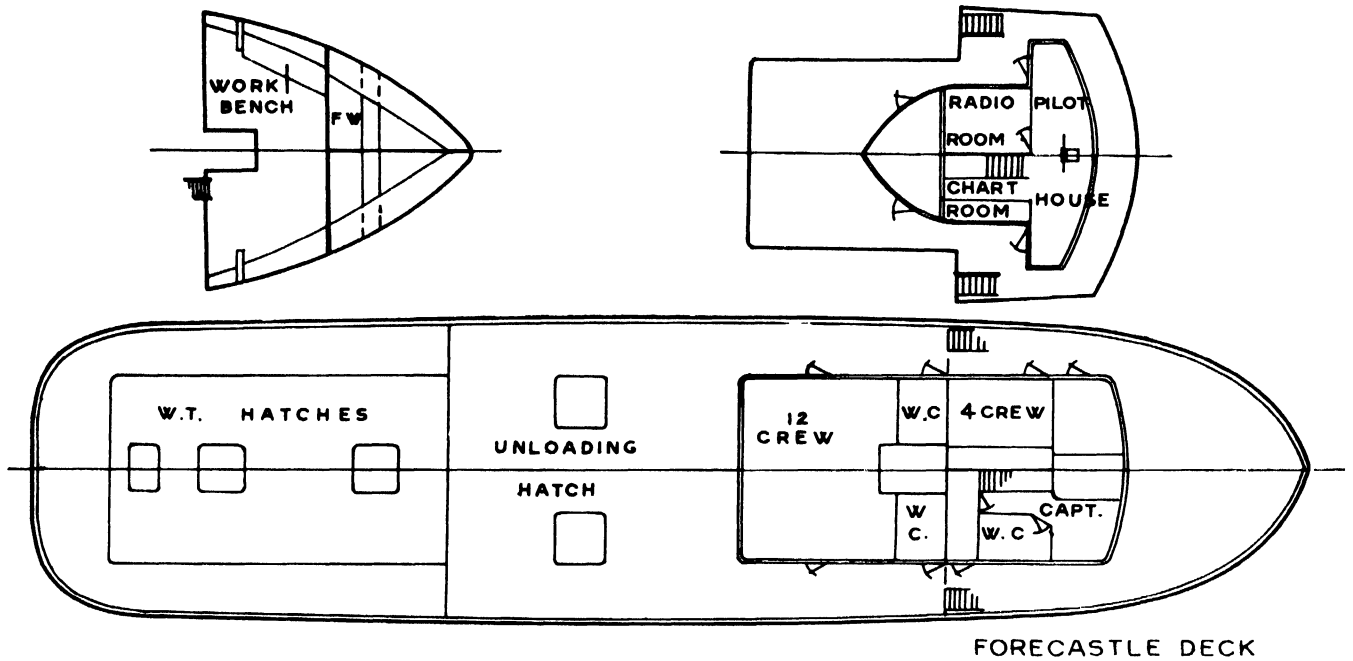 WORK
BENCH
F W
RADIO
ROOM
PILOT
HOUSE
CHART
ROOM
W.T. HATCHES
UNLOADING
HATCH
12
CREW
W.C
4 CREW
W
C.
W.C
CAPT.
FORECASTLE DECK